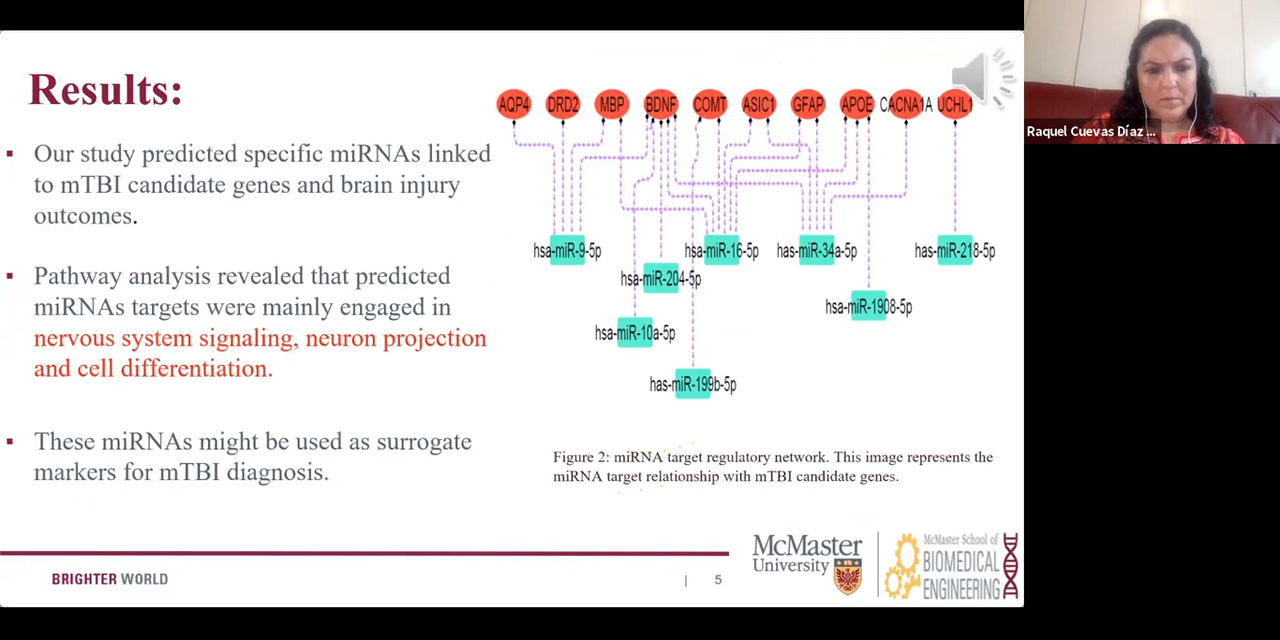 Results:
Our study predicted specific miRNAs linked
to mTBI candidate genes and brain injury
outcomes.
Pathway analysis revealed that predicted
miRNAs targets were mainly engaged in
nervous system signaling, neuron projection
and cell differentiation.
These miRNAs might be used as surrogate
markers for mTBI diagnosis.
AQP4 DRD2 MBP BDNF COMT ASIC1 GFAP APOE CACNA1A UCHL1
hsa-miR-9-5p hsa-miR-16-5p has-miR-34a-5p has-miR-218-5p
hsa-miR-204-5p
hsa-miR-1908-5p
hsa-miR-10a-5p
has-miR-199b-5p
Figure 2: miRNA target regulatory network. This image represents the
miRNA target relationship with mTBI candidate genes.
BRIGHTER WORLD
| 5
McMaster
University
McMaster School of
BIOMEDICAL
ENGINEERING
Raquel Cuevas Díaz ...